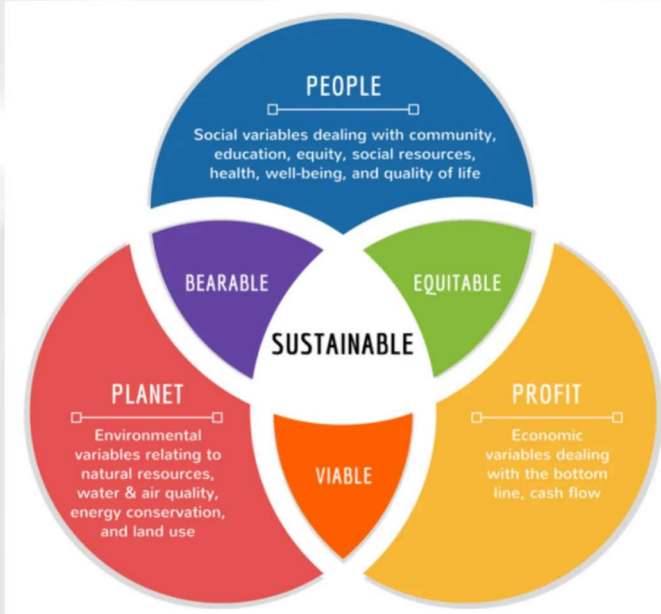 PEOPLE
Social variables dealing with community,
education, equity, social resources,
health, well-being, and quality of life
BEARABLE
EQUITABLE
SUSTAINABLE
PLANET
Environmental
variables relating to
natural resources,
water & air quality,
energy conservation,
and land use
PROFIT
Economic
variables dealing
with the bottom
line, cash flow
VIABLE